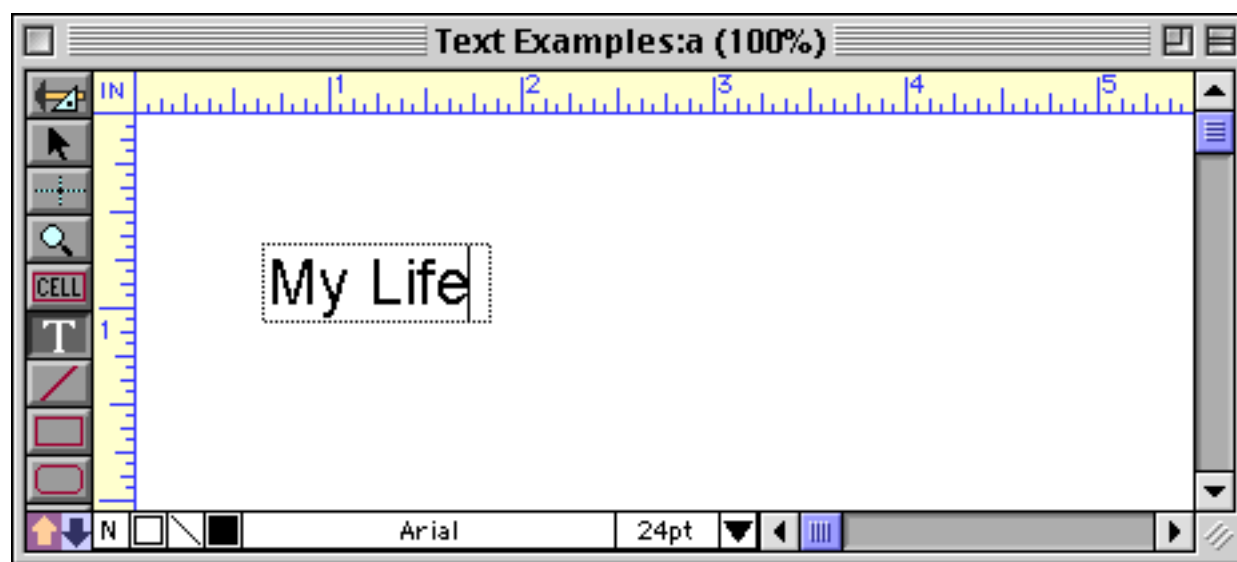 Text Examples:a (100%)
IN 1 2 3 4 5
CELL
My Life
T
1
N Arial 24pt